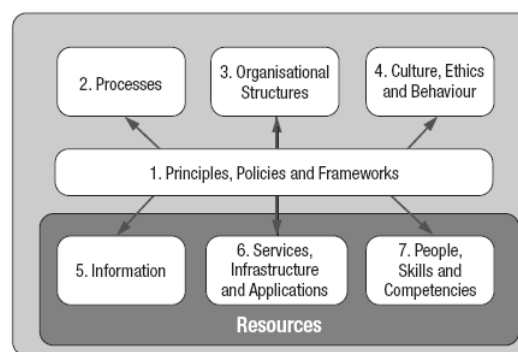 2. Processes
3. Organisational
Structures
4. Culture, Ethics
and Behaviour
1. Principles, Policies and Frameworks
5. Information
6. Services,
Infrastructure
and Applications
7. People,
Skills and
Competencies
Resources